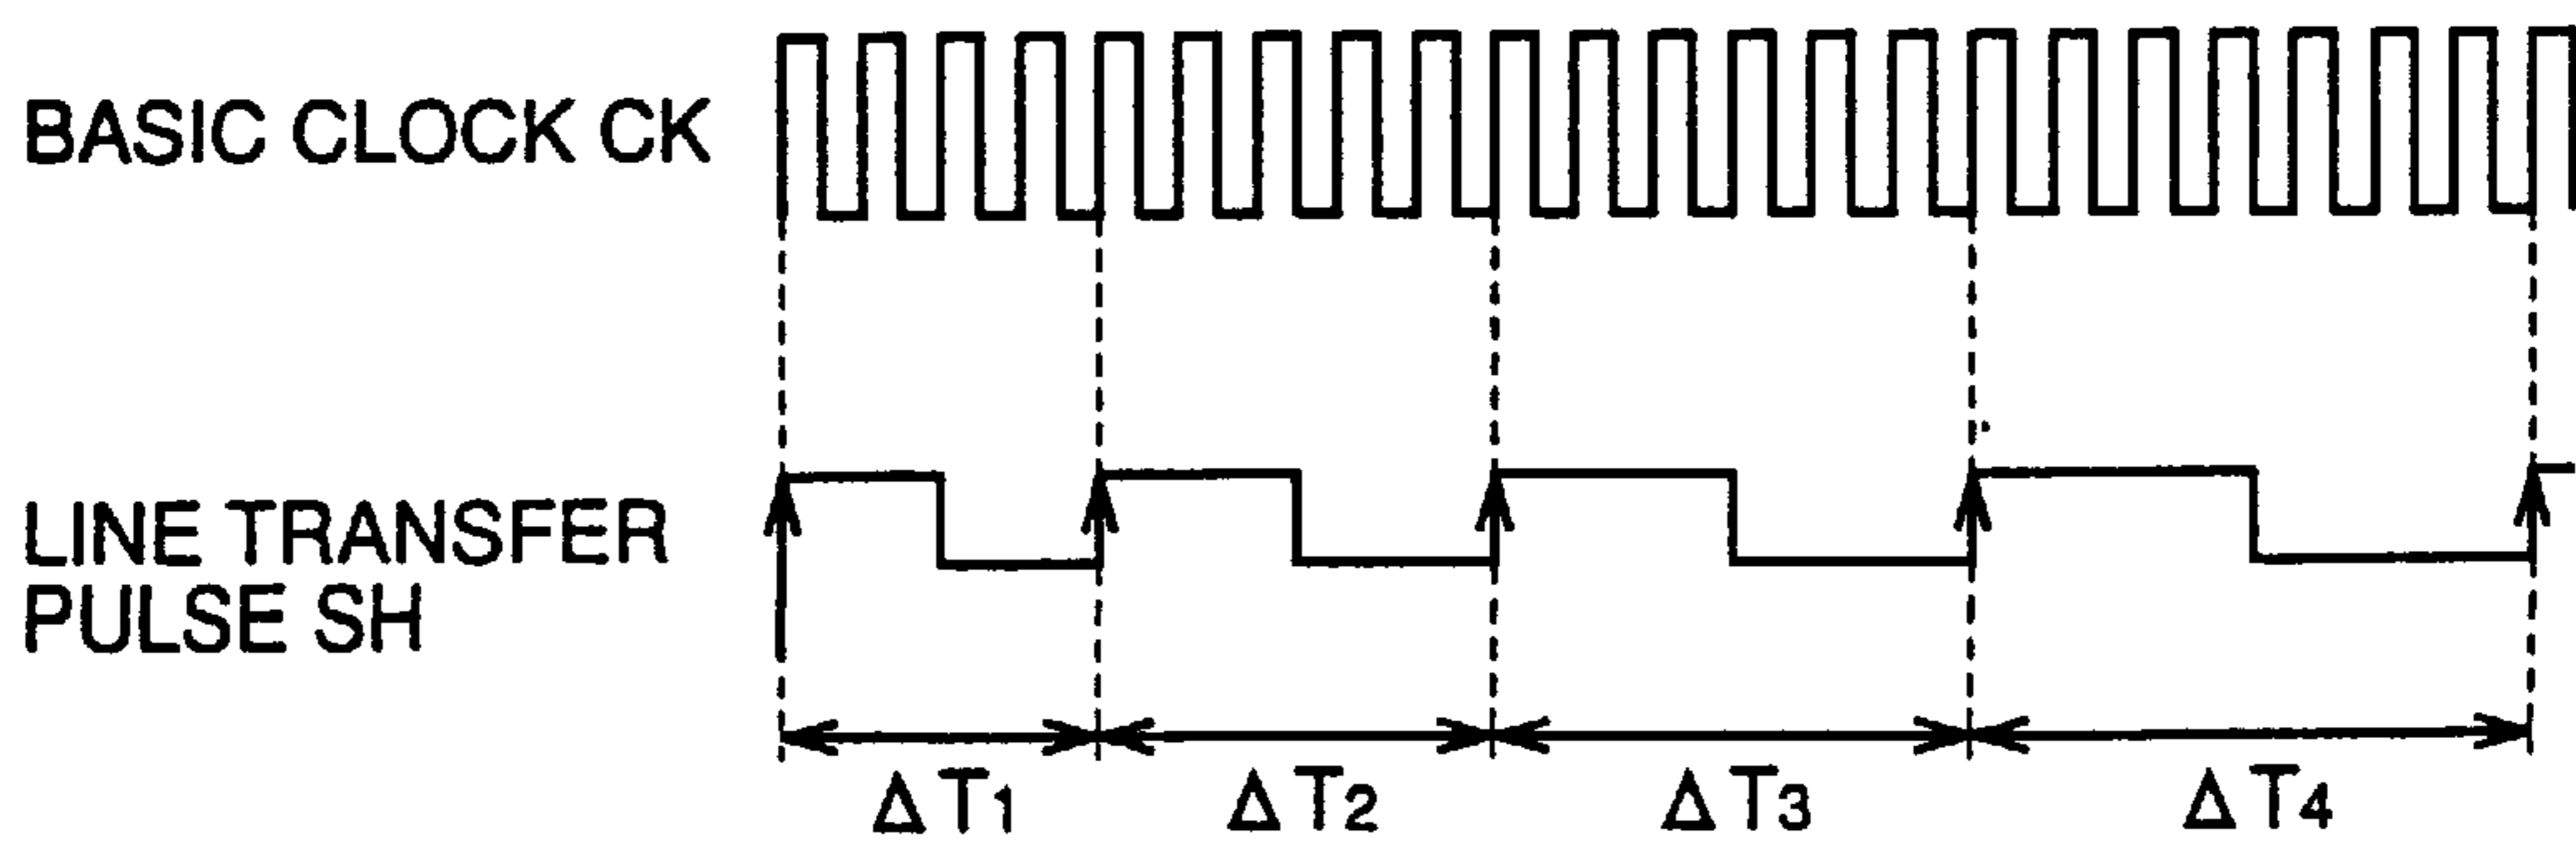 BASIC CLOCK CK
LINE TRANSFER
PULSE SH
ΔT1 ΔT2 ΔT3 ΔT4